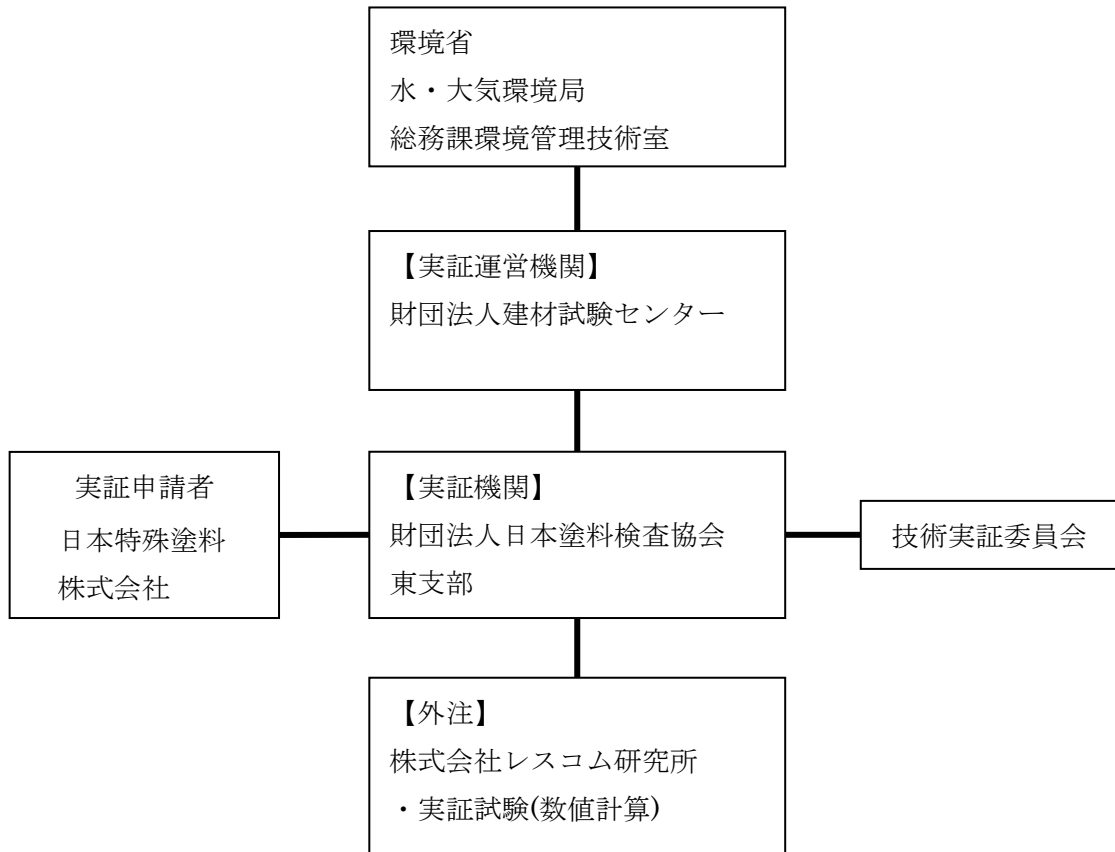 環境省
水・大気環境局
総務課環境管理技術室
【実証運営機関】
財団法人建材試験センター
実証申請者
日本特殊塗料
株式会社
【実証機関】
財団法人日本塗料検査協会
東支部
技術実証委員会
【外注】
株式会社レスコム研究所
・実証試験(数値計算)